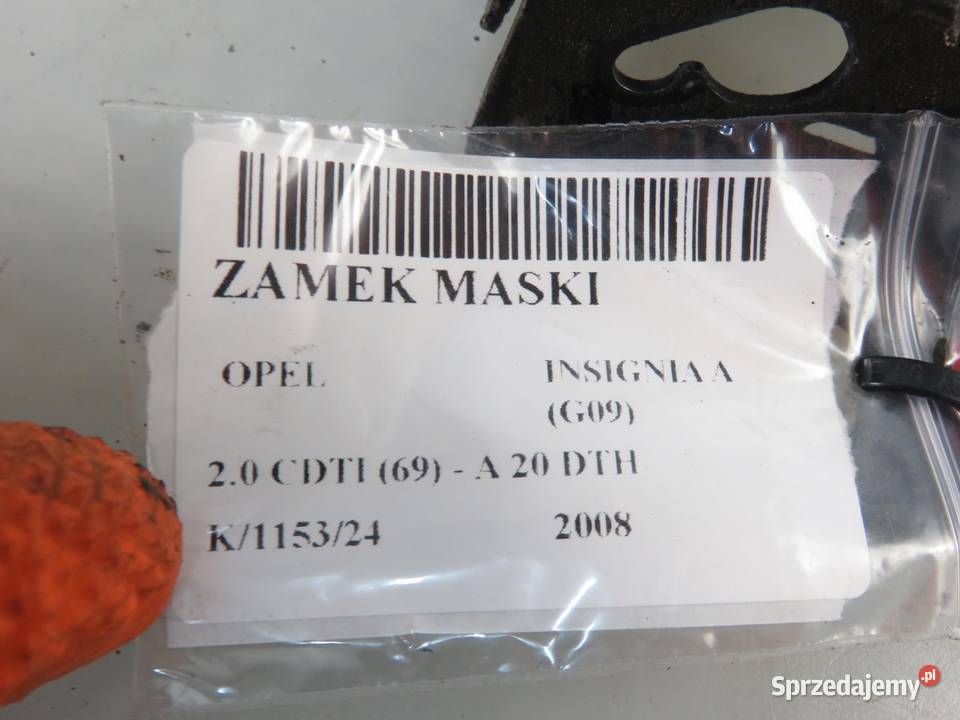 ZAMEK MASKI
OPEL INSIGNIA A
(G09)
2.0 CDTI (69) - A 20 DTH
K/1153/24 2008
Sprzedajemy.pl